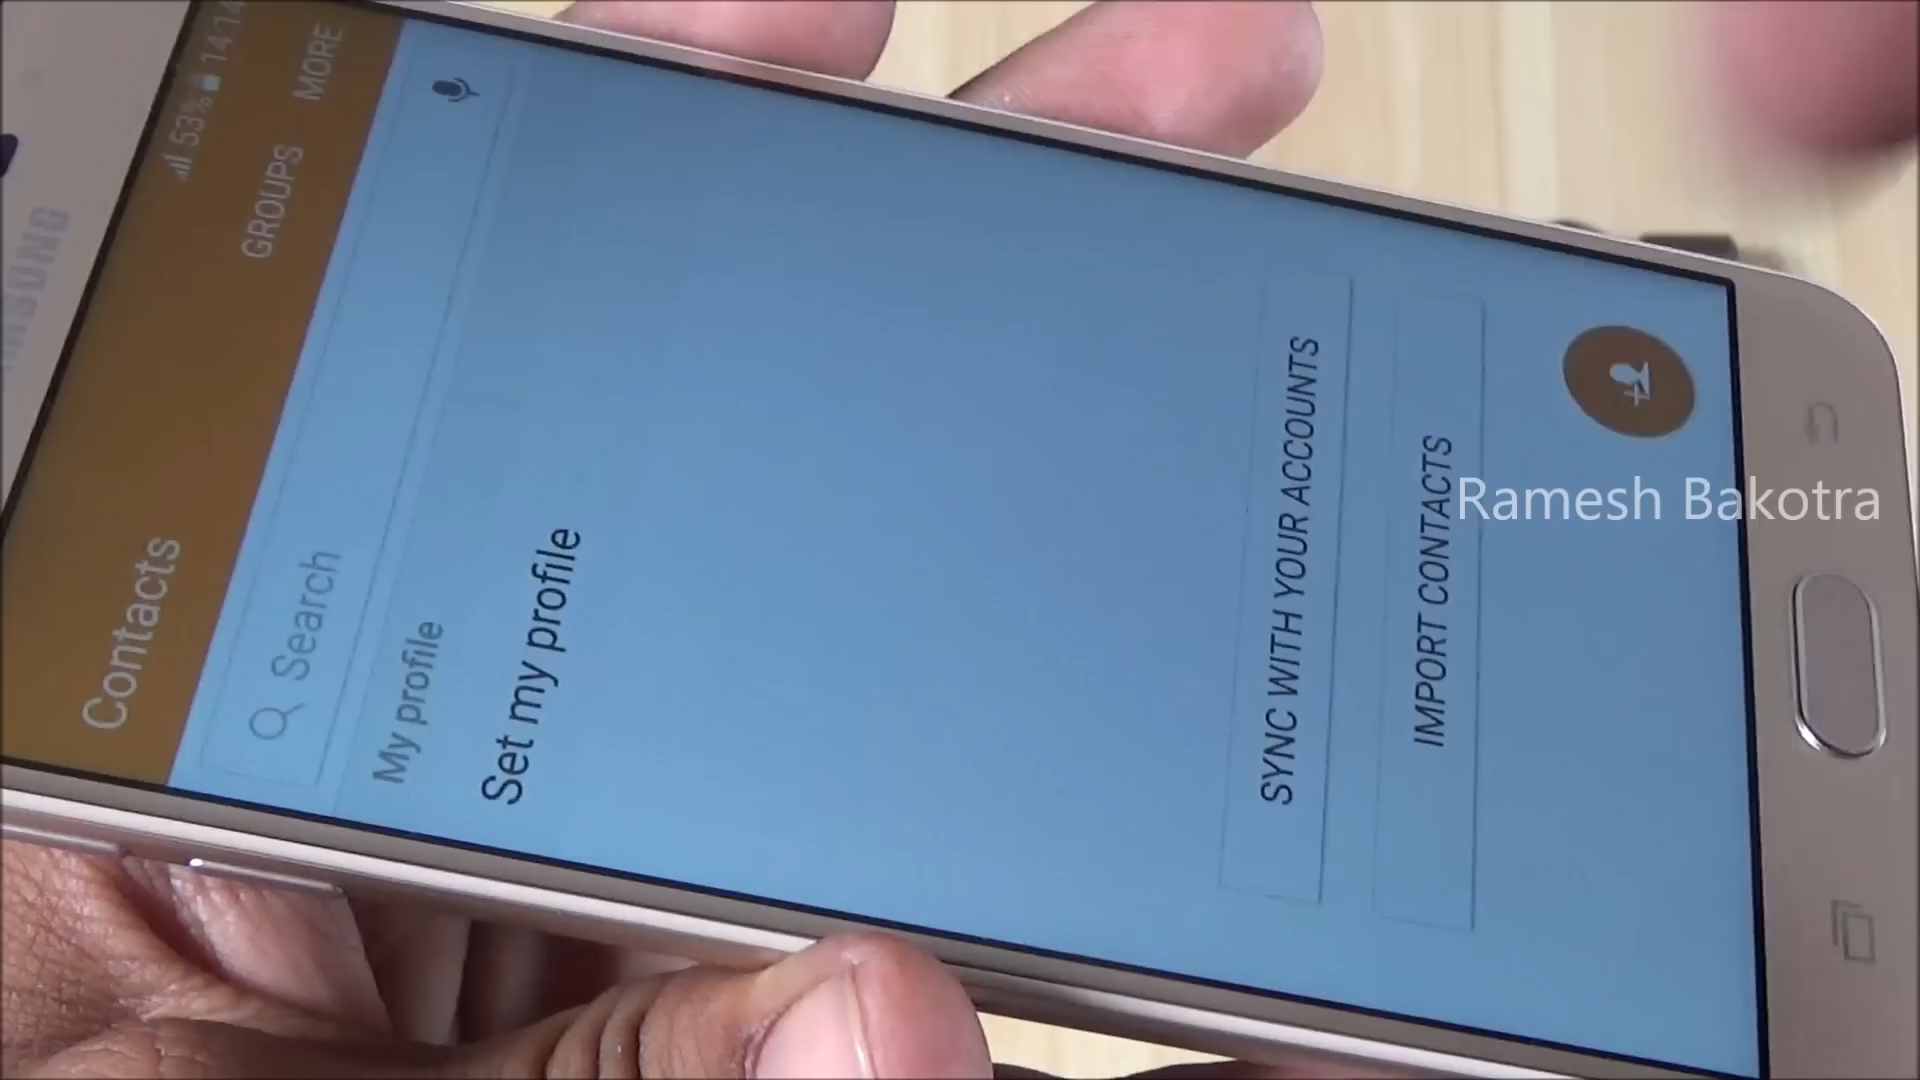 SAMSUNG
53% 14:14
Contacts GROUPS MORE
Search
My profile
Set my profile
SYNC WITH YOUR ACCOUNTS
IMPORT CONTACTS
Ramesh Bakotra